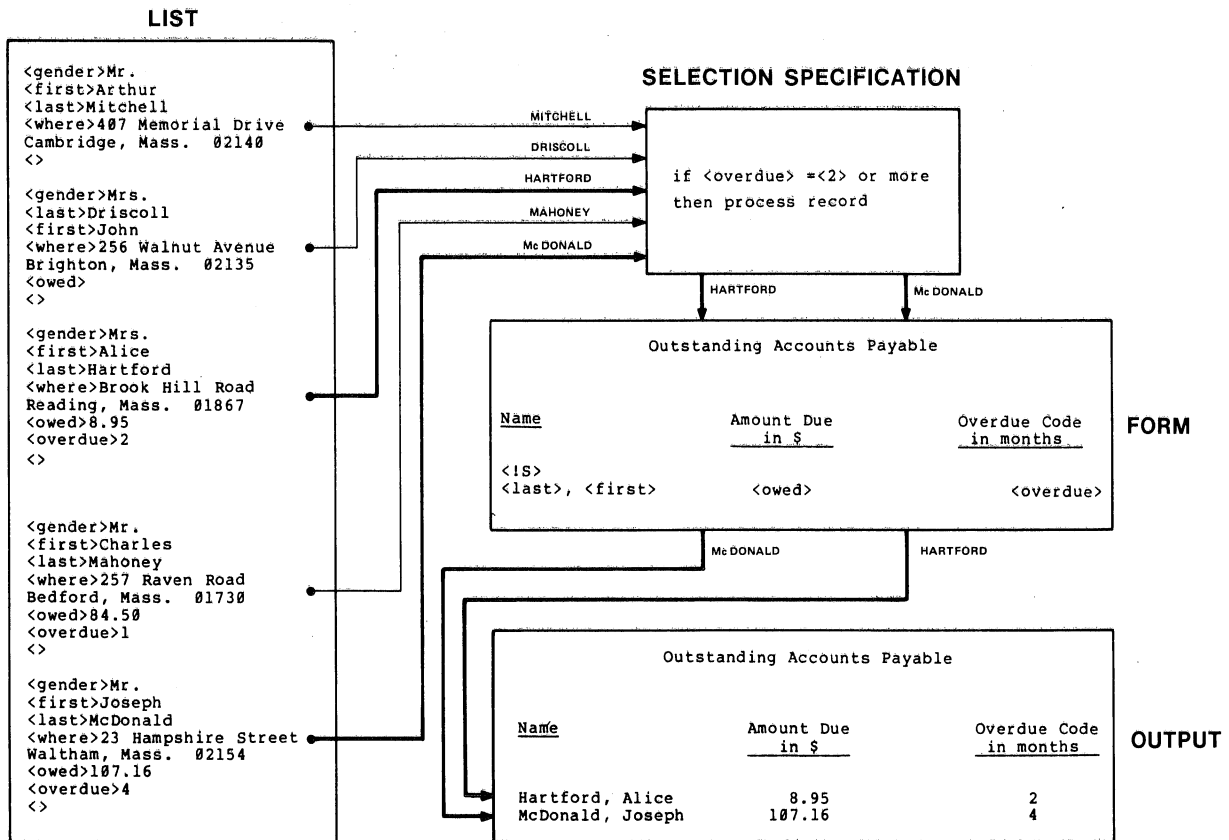 LIST
<gender>Mr.
<first>Arthur
<last>Mitchell
<where>407 Memorial Drive
Cambridge, Mass. 02140
<>
<gender>Mrs.
<last>Driscoll
<first>John
<where>256 Walnut Avenue
Brighton, Mass. 02135
<owed>
<>
<gender>Mrs.
<first>Alice
<last>Hartford
<where>Brook Hill Road
Reading, Mass. 01867
<owed>8.95
<overdue>2
<>
<gender>Mr.
<first>Charles
<last>Mahoney
<where>257 Raven Road
Bedford, Mass. 01730
<owed>84.50
<overdue>1
<>
<gender>Mr.
<first>Joseph
<last>McDonald
<where>23 Hampshire Street
Waltham, Mass. 02154
<owed>107.16
<overdue>4
<>
MITCHELL
DRISCOLL
HARTFORD
MAHONEY
McDONALD
SELECTION SPECIFICATION
if <overdue> =<2> or more
then process record
HARTFORD
McDONALD
Outstanding Accounts Payable
Name Amount Due Overdue Code
in $ in months
<!S>
<last>, <first> <owed> <overdue>
FORM
McDONALD
HARTFORD
Outstanding Accounts Payable
Name Amount Due Overdue Code
in $ in months
Hartford, Alice 8.95 2
McDonald, Joseph 107.16 4
OUTPUT